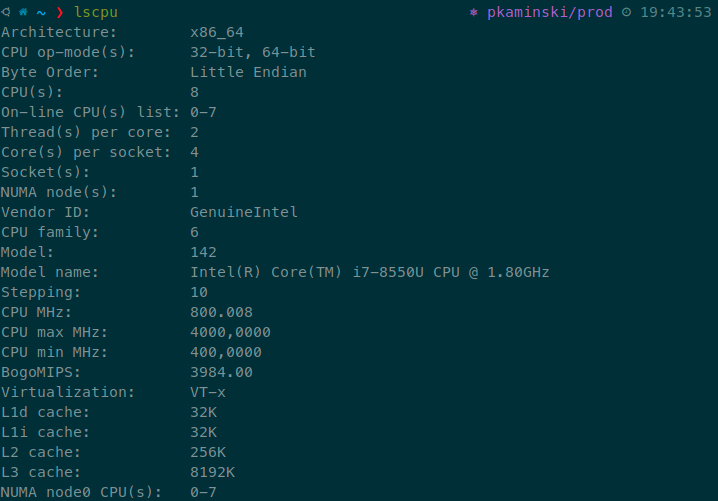 ~ ❯ lscpu ⎈ pkaminski/prod 19:43:53
Architecture: x86_64
CPU op-mode(s): 32-bit, 64-bit
Byte Order: Little Endian
CPU(s): 8
On-line CPU(s) list: 0-7
Thread(s) per core: 2
Core(s) per socket: 4
Socket(s): 1
NUMA node(s): 1
Vendor ID: GenuineIntel
CPU family: 6
Model: 142
Model name: Intel(R) Core(TM) i7-8550U CPU @ 1.80GHz
Stepping: 10
CPU MHz: 800.008
CPU max MHz: 4000,0000
CPU min MHz: 400,0000
BogoMIPS: 3984.00
Virtualization: VT-x
L1d cache: 32K
L1i cache: 32K
L2 cache: 256K
L3 cache: 8192K
NUMA node0 CPU(s): 0-7